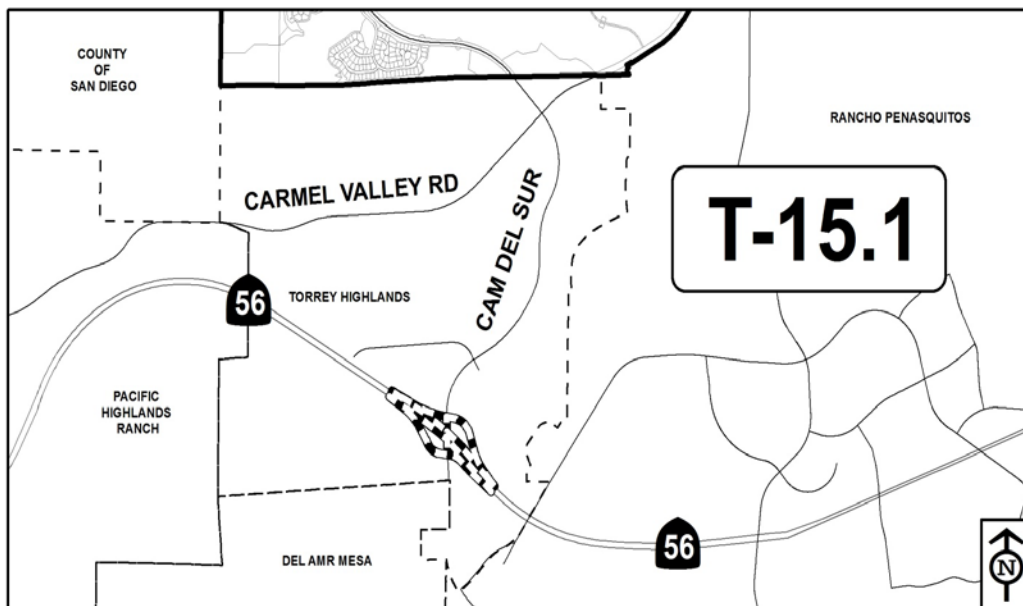 COUNTY
OF
SAN DIEGO
RANCHO PENASQUITOS
CARMEL VALLEY RD
CAM DEL SUR
T-15.1
56
TORREY HIGHLANDS
PACIFIC
HIGHLANDS
RANCH
DEL AMR MESA
56
N